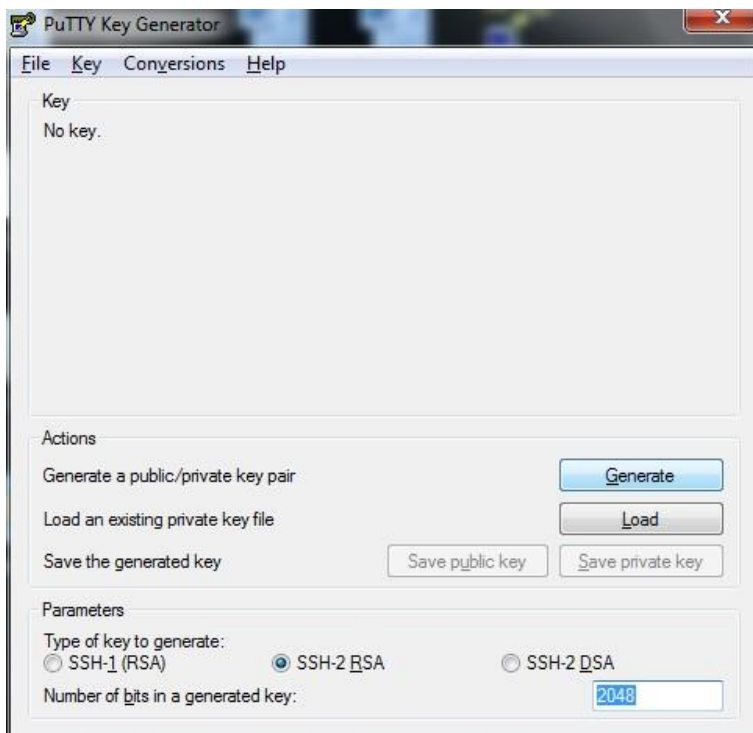 PuTTY Key Generator
x
File Key Conversions Help
Key
No key.
Actions
Generate a public/private key pair Generate
Load an existing private key file Load
Save the generated key Save public key Save private key
Parameters
Type of key to generate:
SSH-1 (RSA) SSH-2 RSA SSH-2 DSA
Number of bits in a generated key: 2048